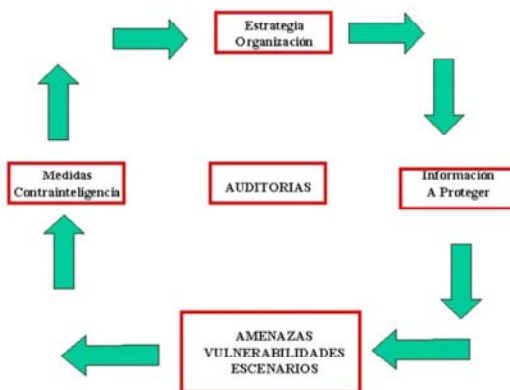 Estrategia
Organización
Medidas
Contrainteligencia
AUDITORIAS
Información
A Proteger
AMENAZAS
VULNERABILIDADES
ESCENARIOS